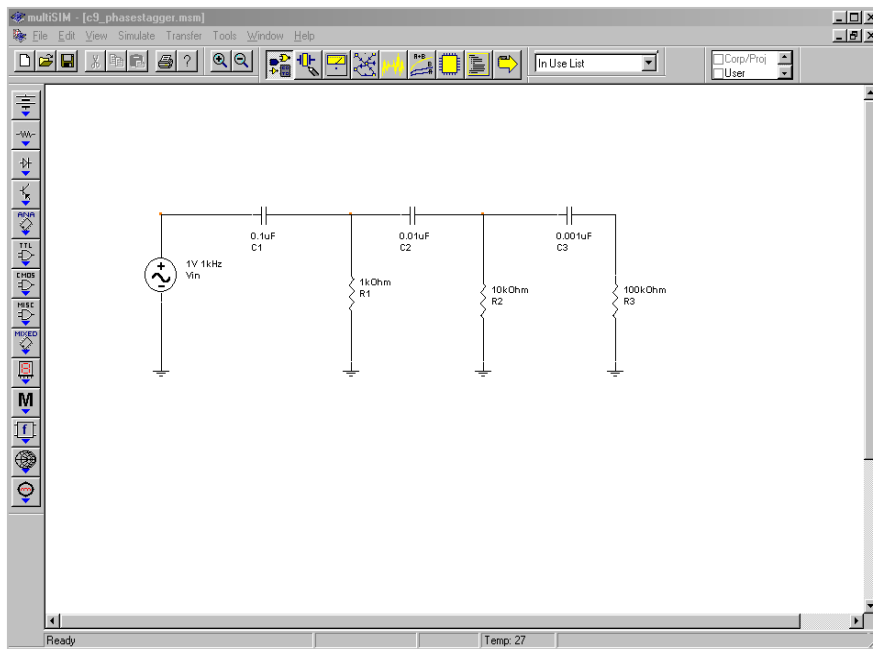 multiSIM - [c9_phasestagger.msm]
File Edit View Simulate Transfer Tools Window Help
In Use List
Corp/Proj
User
ANA
TTL
CMOS
MISC
MIXED
M
f
A+B
?
0.1uF
C1
0.01uF
C2
0.001uF
C3
1V 1kHz
Vin
1kOhm
R1
10kOhm
R2
100kOhm
R3
Ready
Temp: 27